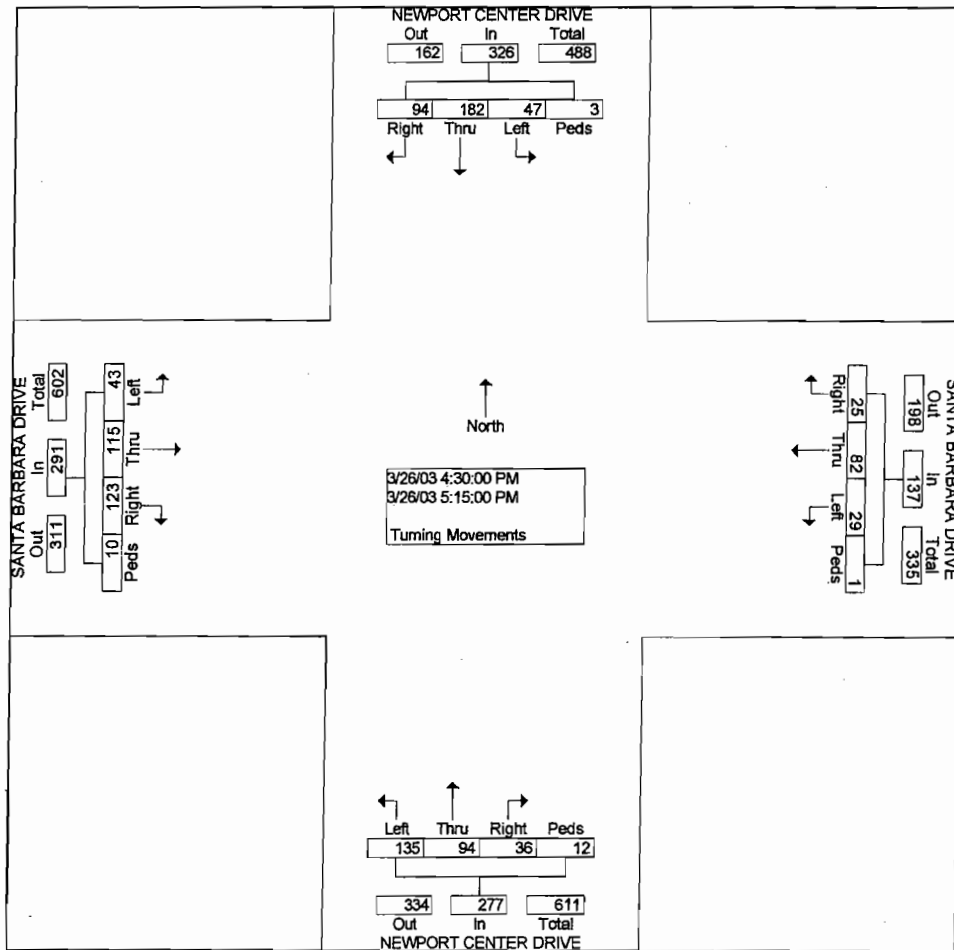 NEWPORT CENTER DRIVE
Out In Total
162 326 488
94 182 47 3
Right Thru Left Peds
SANTA BARBARA DRIVE
Out In Total
311 291 602
10 123 115 43
Peds Right Thru Left
North
3/26/03 4:30:00 PM
3/26/03 5:15:00 PM
Turning Movements
Right Thru Left Peds
25 82 29 1
Out In Total
198 137 335
SANTA BARBARA DRIVE
Left Thru Right Peds
135 94 36 12
334 277 611
Out In Total
NEWPORT CENTER DRIVE